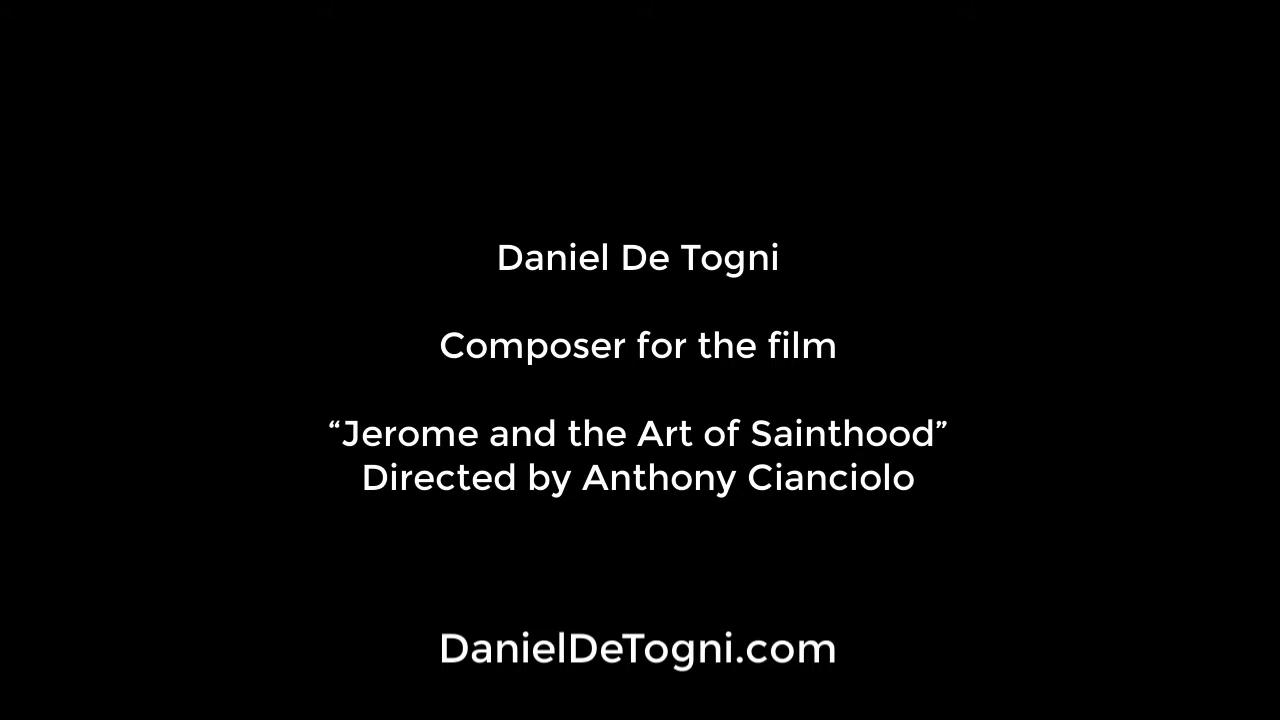 Daniel De Togni
Composer for the film
“Jerome and the Art of Sainthood”
Directed by Anthony Cianciolo
DanielDeTogni.com